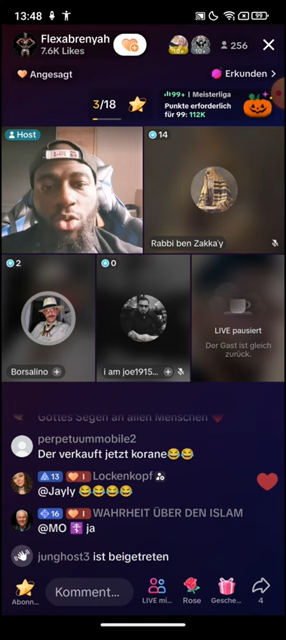 13:48
99
Flexabrenyah
7.6K Likes
256
Angesagt
Erkunden >
3/18
99+ | Meisterliga
Punkte erforderlich
für 99: 112K
Host
14
Rabbi ben Zakka'y
2
0
Borsalino
i am joe1915...
LIVE pausiert
Der Gast ist gleich
zurück.
Gottes Segen an allen Menschen
perpetuummobile2
Der verkauft jetzt korane😂😂
13 I Lockenkopf
@Jayly 😂😂😂😂
16 I WAHRHEIT ÜBER DEN ISLAM
@MO ✝️ ja
junghost3 ist beigetreten
Abonn...
Komment...
LIVE mi...
Rose
Gesche...
4